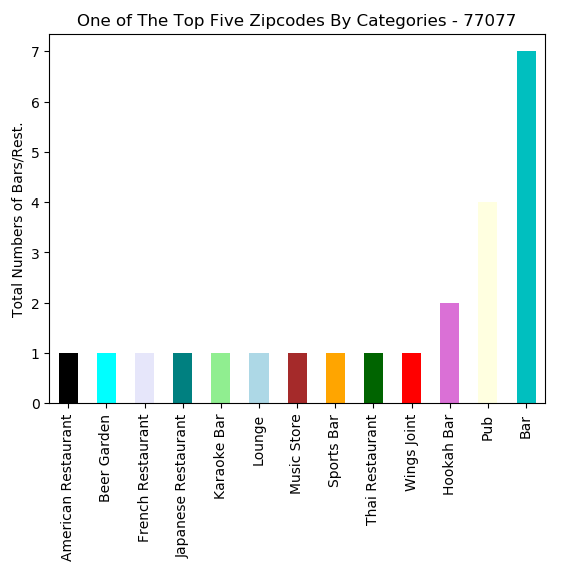 One of The Top Five Zipcodes By Categories - 77077
Total Numbers of Bars/Rest.
7
6
5
4
3
2
1
0
American Restaurant
Beer Garden
French Restaurant
Japanese Restaurant
Karaoke Bar
Lounge
Music Store
Sports Bar
Thai Restaurant
Wings Joint
Hookah Bar
Pub
Bar